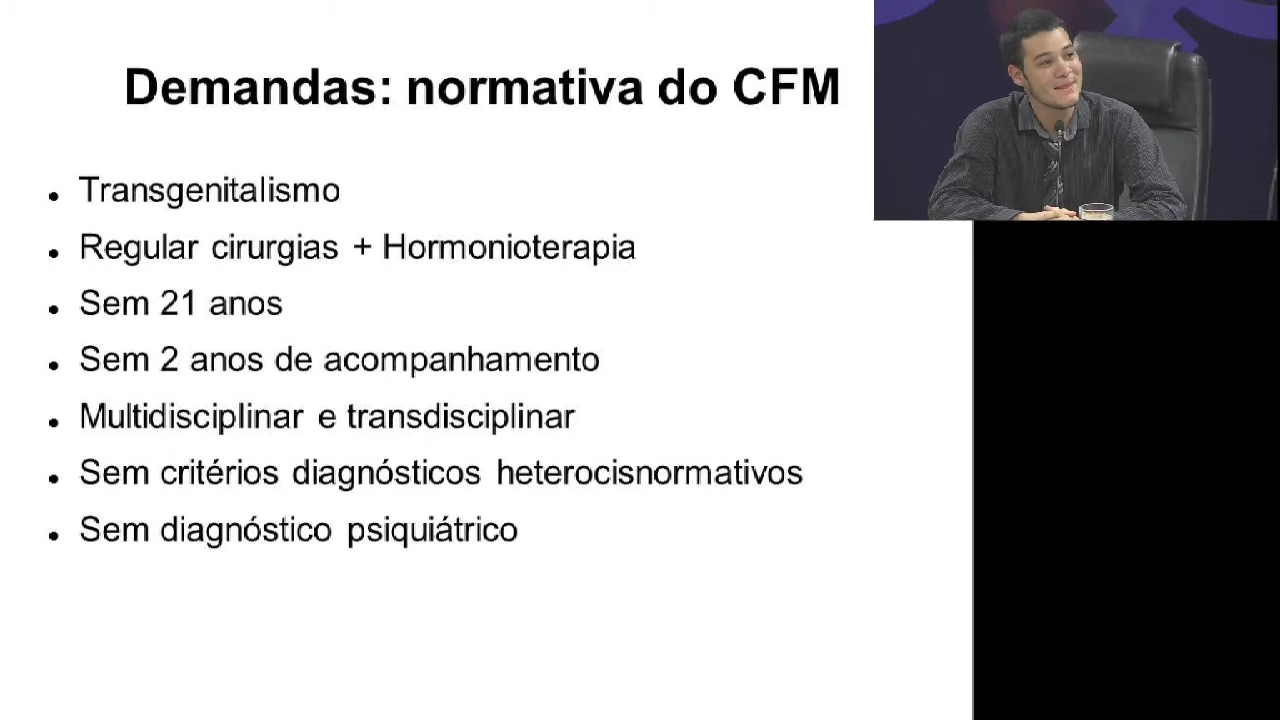 Demandas: normativa do CFM
Transgenitalismo
Regular cirurgias + Hormonioterapia
Sem 21 anos
Sem 2 anos de acompanhamento
Multidisciplinar e transdisciplinar
Sem critérios diagnósticos heterocisnormativos
Sem diagnóstico psiquiátrico